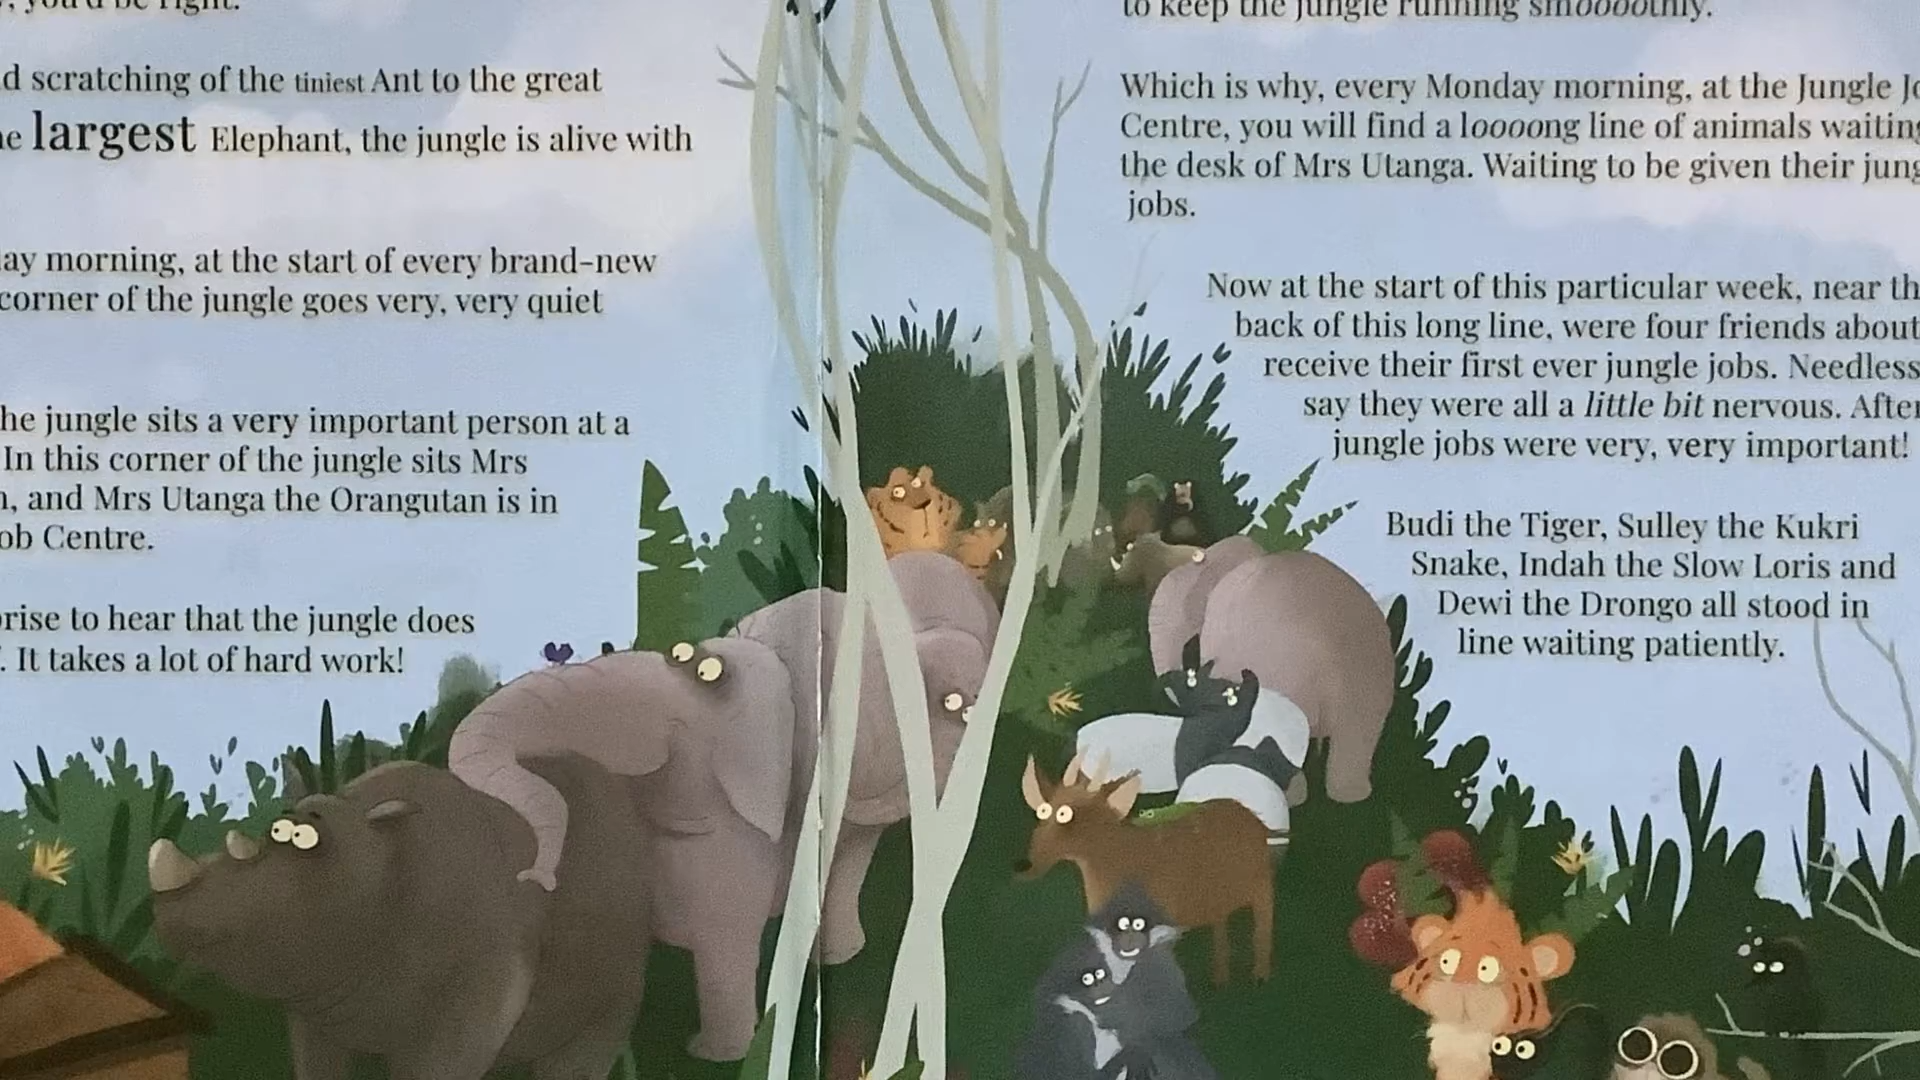 you'd be right.
d scratching of the tiniest Ant to the great
largest Elephant, the jungle is alive with
ay morning, at the start of every brand-new
corner of the jungle goes very, very quiet
he jungle sits a very important person at a
In this corner of the jungle sits Mrs
, and Mrs Utanga the Orangutan is in
ob Centre.
rise to hear that the jungle does
. It takes a lot of hard work!
to keep the jungle running smoooothly.
Which is why, every Monday morning, at the Jungle Jo
Centre, you will find a loooong line of animals waiting
the desk of Mrs Utanga. Waiting to be given their jung
jobs.
Now at the start of this particular week, near th
back of this long line, were four friends about
receive their first ever jungle jobs. Needless
say they were all a little bit nervous. After
jungle jobs were very, very important!
Budi the Tiger, Sulley the Kukri
Snake, Indah the Slow Loris and
Dewi the Drongo all stood in
line waiting patiently.